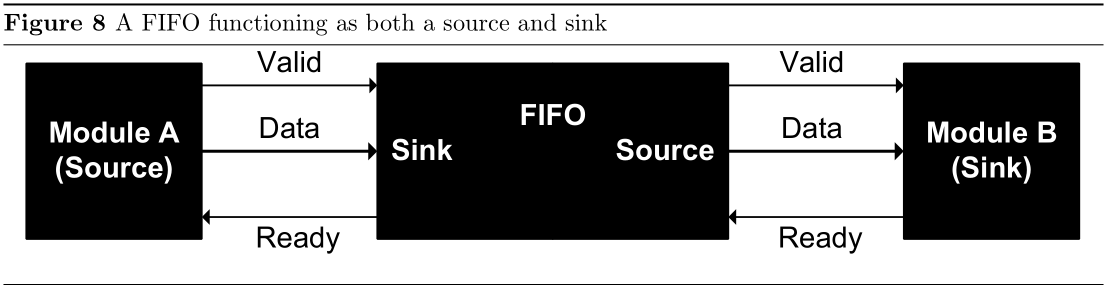 Figure 8 A FIFO functioning as both a source and sink
Valid
Valid
FIFO
Module A
(Source)
Data
Sink
Source
Data
Module B
(Sink)
Ready
Ready